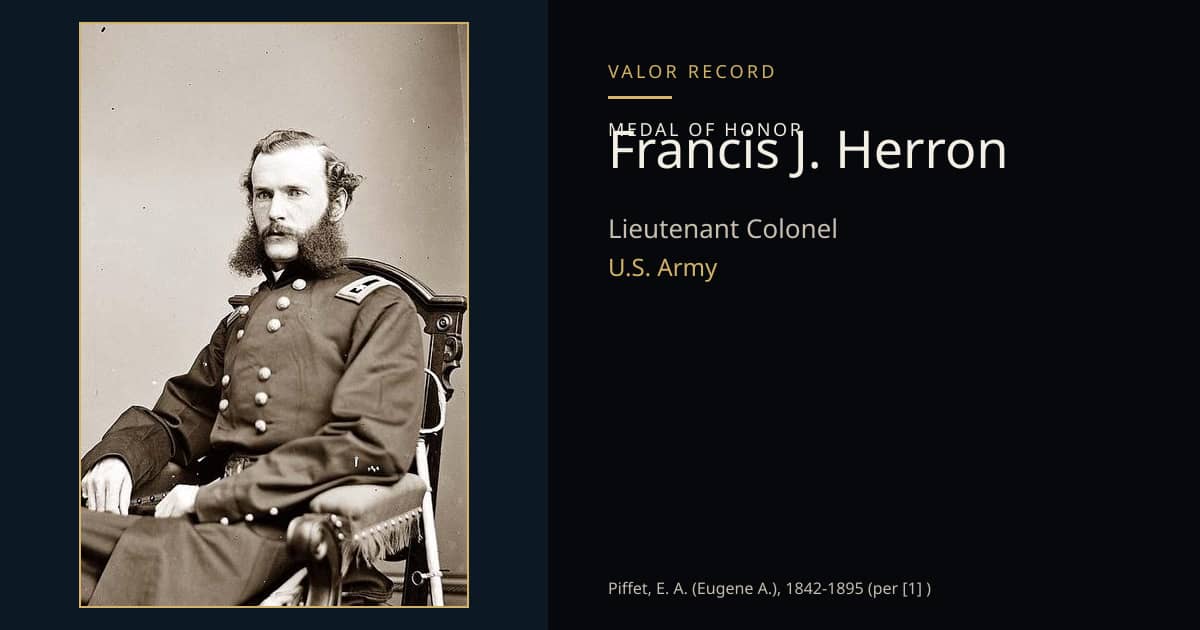 VALOR RECORD
MEDAL OF HONOR
Francis J. Herron
Lieutenant Colonel
U.S. Army
Piffet, E. A. (Eugene A.), 1842-1895 (per [1] )